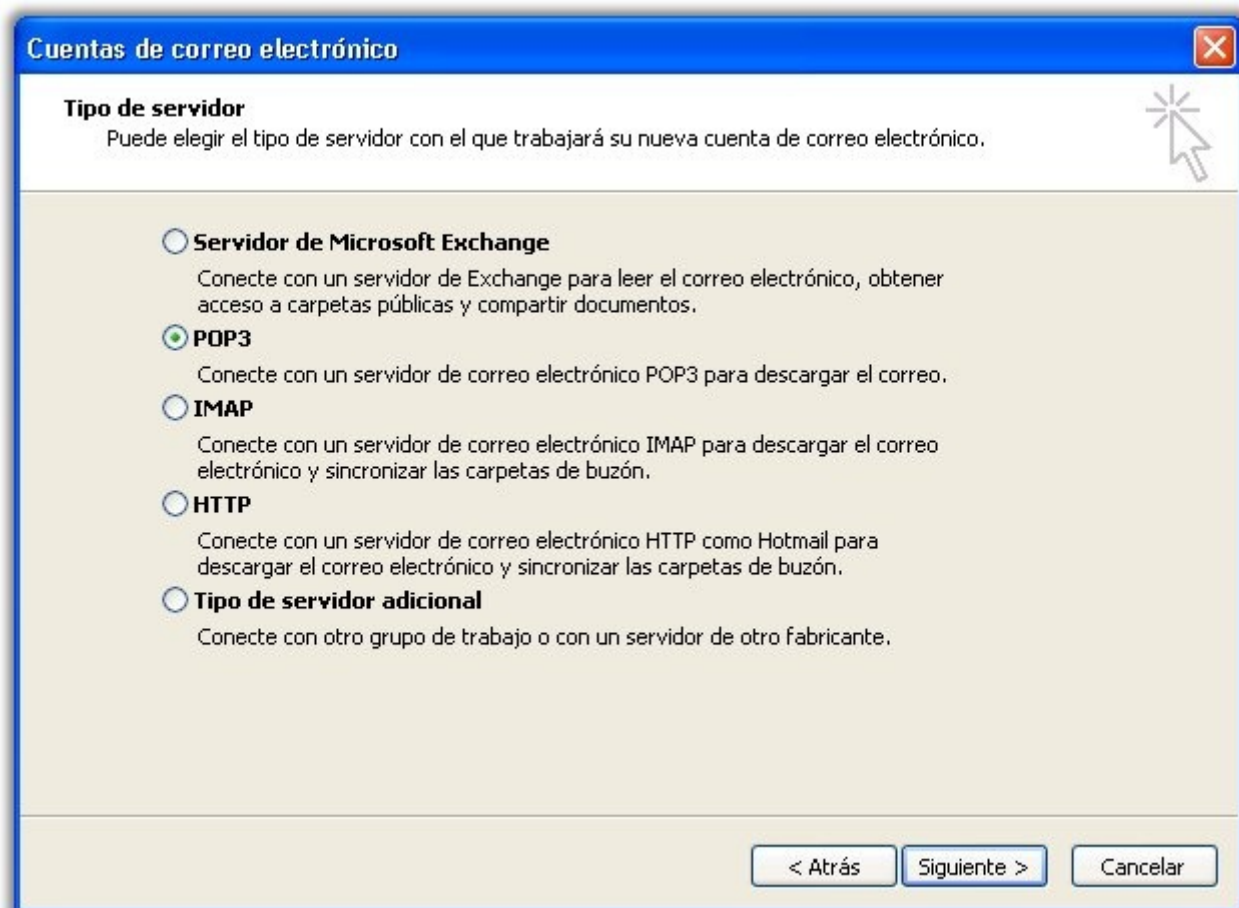 Cuentas de correo electrónico
Tipo de servidor
Puede elegir el tipo de servidor con el que trabajará su nueva cuenta de correo electrónico.
Servidor de Microsoft Exchange
Conecte con un servidor de Exchange para leer el correo electrónico, obtener
acceso a carpetas públicas y compartir documentos.
POP3
Conecte con un servidor de correo electrónico POP3 para descargar el correo.
IMAP
Conecte con un servidor de correo electrónico IMAP para descargar el correo
electrónico y sincronizar las carpetas de buzón.
HTTP
Conecte con un servidor de correo electrónico HTTP como Hotmail para
descargar el correo electrónico y sincronizar las carpetas de buzón.
Tipo de servidor adicional
Conecte con otro grupo de trabajo o con un servidor de otro fabricante.
< Atrás Siguiente > Cancelar